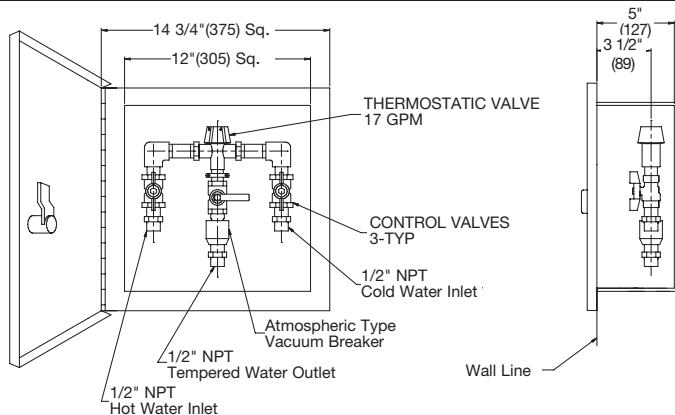 14 3/4"(375) Sq.
12"(305) Sq.
5"
(127)
3 1/2"
(89)
THERMOSTATIC VALVE
17 GPM
CONTROL VALVES
3-TYP
1/2" NPT
Cold Water Inlet
Atmospheric Type
Vacuum Breaker
1/2" NPT
Tempered Water Outlet
1/2" NPT
Hot Water Inlet
Wall Line